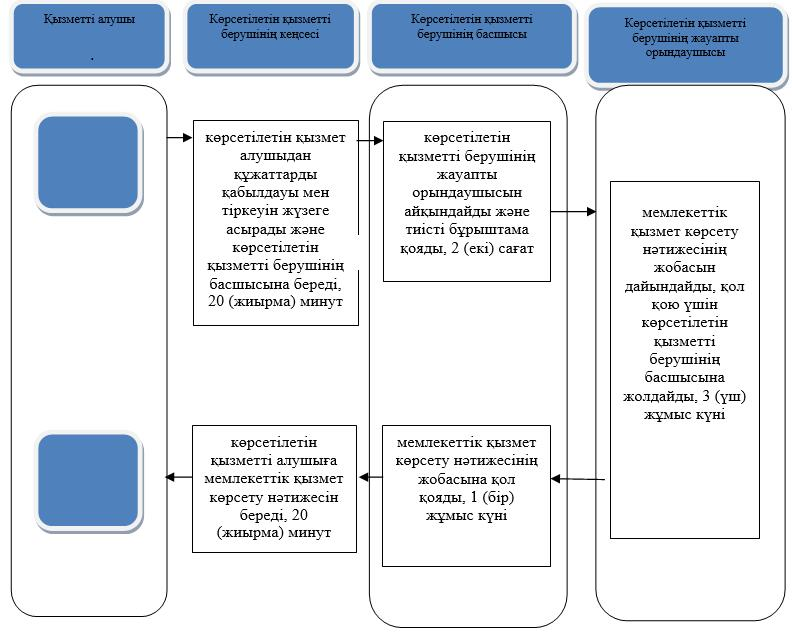 Қызметті алушы
.
Көрсетілетін қызметті
берушінің кеңсесі
Көрсетілетін қызметті
берушінің басшысы
Көрсетілетін қызметті
берушінің жауапты
орындаушысы
көрсетілетін қызмет
алушыдан
құжаттарды
қабылдауы мен
тіркеуін жүзеге
асырады және
көрсетілетін
қызметті берушінің
басшысына береді,
20 (жиырма) минут
көрсетілетін
қызметті берушінің
жауапты
орындаушысын
айқындайды және
тиісті бұрыштама
қояды, 2 (екі) сағат
мемлекеттік
қызмет көрсету
нәтижесінің
жобасын
дайындайды, қол
қою үшін
көрсетілетін
қызметті
берушінің
басшысына
жолдайды, 3 (үш)
жұмыс күні
мемлекеттік қызмет
көрсету нәтижесінің
жобасына қол
қояды, 1 (бір)
жұмыс күні
көрсетілетін
қызметті алушыға
мемлекеттік қызмет
көрсету нәтижесін
береді, 20
(жиырма) минут